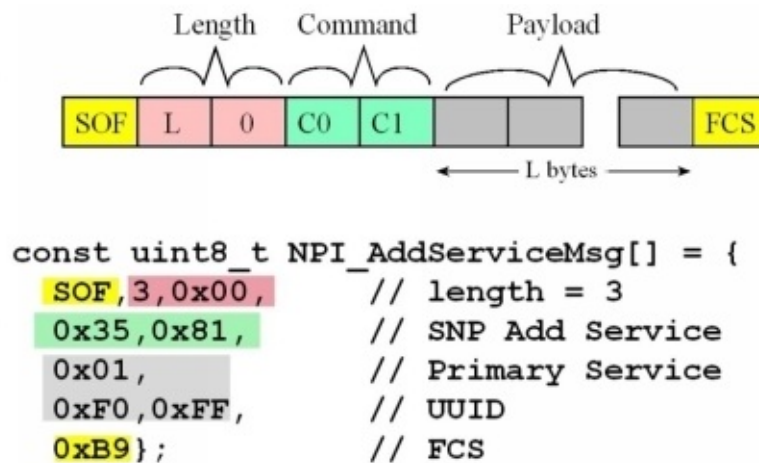 Length Command Payload
SOF L 0 C0 C1 FCS
L bytes
const uint8_t NPI_AddServiceMsg[] = {
SOF,3,0x00, // length = 3
0x35,0x81, // SNP Add Service
0x01, // Primary Service
0xF0,0xFF, // UUID
0xB9}; // FCS